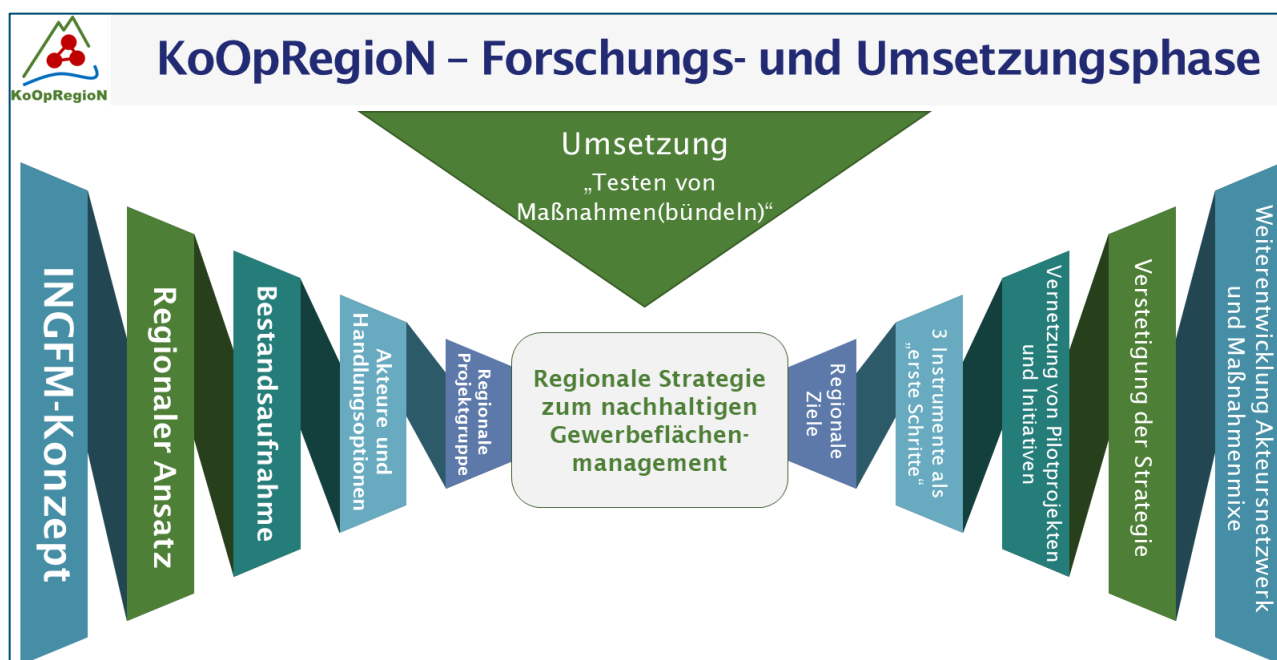 KoOpRegioN
KoOpRegioN – Forschungs- und Umsetzungsphase
Umsetzung
„Testen von
Maßnahmen(bündeln)“
INGFM-Konzept
Regionaler Ansatz
Bestandsaufnahme
Akteure und
Handlungsoptionen
Regionale
Projektgruppe
Regionale Strategie
zum nachhaltigen
Gewerbeflächen-
management
Regionale
Ziele
3 Instrumente als
„erste Schritte“
Vernetzung von Pilotprojekten
und Initiativen
Verstetigung der Strategie
Weiterentwicklung Akteursnetzwerk
und Maßnahmenmixe